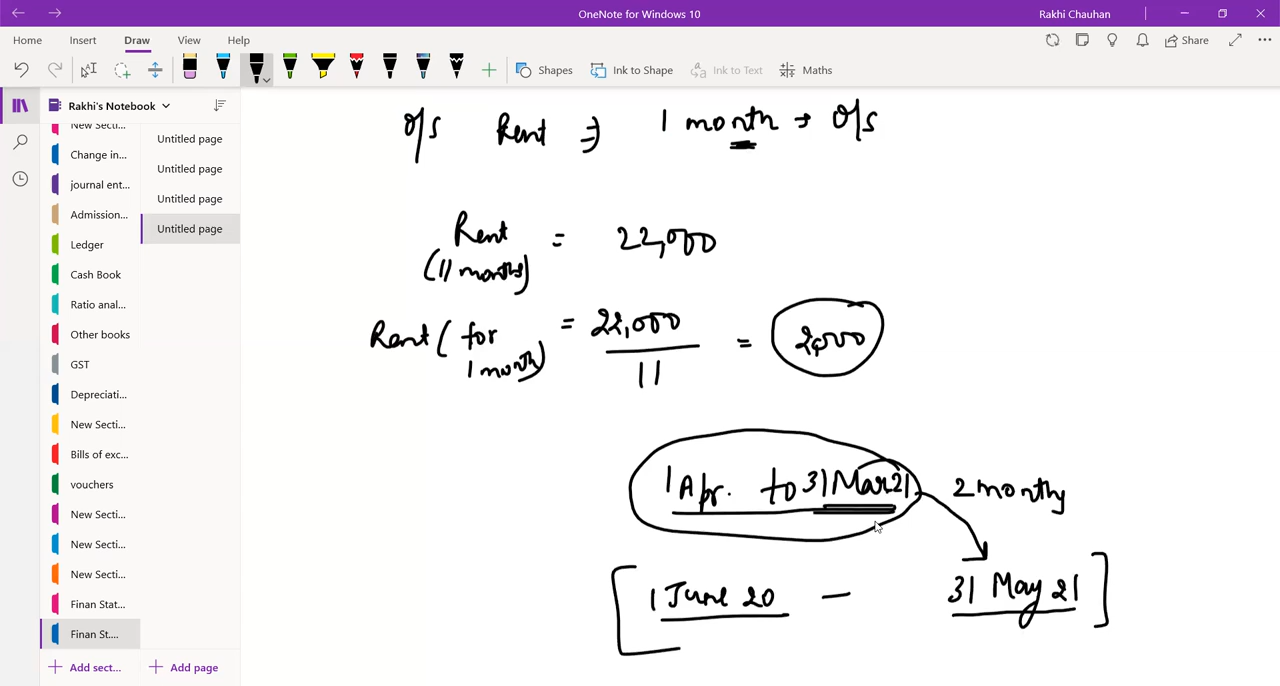 OneNote for Windows 10
Rakhi Chauhan
Home Insert Draw View Help
Share
Shapes Ink to Shape Ink to Text Maths
Rakhi's Notebook
New Secti...
Change in...
journal ent...
Admission...
Ledger
Cash Book
Ratio anal...
Other books
GST
Depreciati...
New Secti...
Bills of exc...
vouchers
New Secti...
New Secti...
New Secti...
Finan Stat...
Finan St....
Add sect...
Untitled page
Untitled page
Untitled page
Untitled page
Add page
o/s Rent ⇒ 1 month → o/s
Rent = 22,000
(11 months)
Rent (for 1 month) = 22,000 / 11 = 2,000
1 Apr. to 31 Mar 21 2 months
[1 June 20 — 31 May 21]